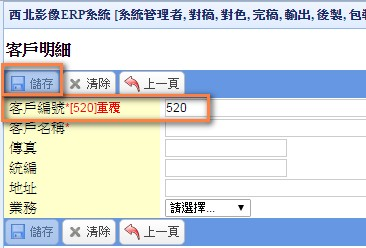 西北影像ERP系統 [系統管理者, 對稿, 對色, 完稿, 輸出, 後製, 包
客戶明細
儲存 清除 上一頁
客戶編號*[520]重覆 520
客戶名稱*
傳真
統編
地址
業務 請選擇...
儲存 清除 上一頁